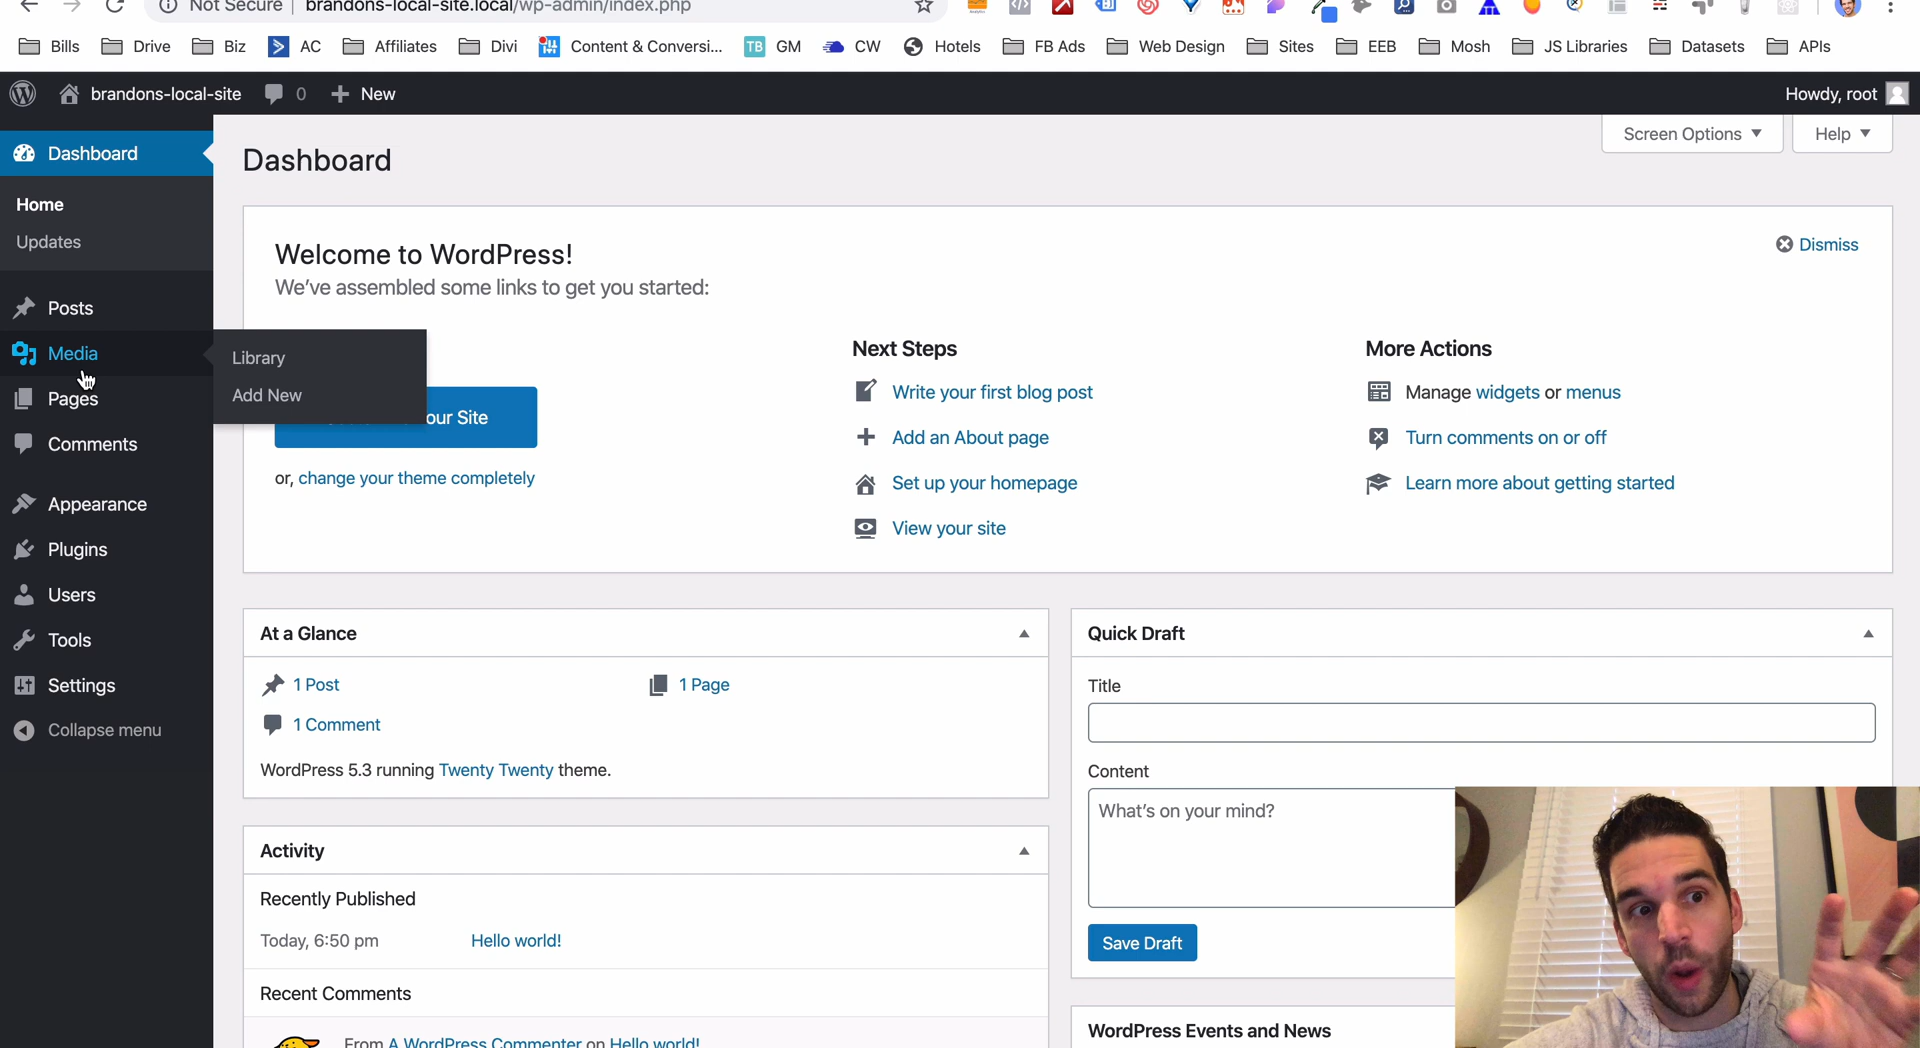 Not Secure | brandons-local-site.local/wp-admin/index.php
Bills Drive Biz AC Affiliates Divi Content & Conversi... TB GM CW Hotels FB Ads Web Design Sites EEB Mosh JS Libraries Datasets APIs
brandons-local-site 0 + New Howdy, root
Screen Options Help
Dashboard
Home
Updates
Posts
Media
Pages
Comments
Appearance
Plugins
Users
Tools
Settings
Collapse menu
Library
Add New
Dashboard
Welcome to WordPress!
We've assembled some links to get you started:
Dismiss
our Site
or, change your theme completely
Next Steps
Write your first blog post
Add an About page
Set up your homepage
View your site
More Actions
Manage widgets or menus
Turn comments on or off
Learn more about getting started
At a Glance
1 Post 1 Page
1 Comment
WordPress 5.3 running Twenty Twenty theme.
Activity
Recently Published
Today, 6:50 pm Hello world!
Recent Comments
From A WordPress Commenter on Hello world!
Quick Draft
Title
Content
What's on your mind?
Save Draft
WordPress Events and News